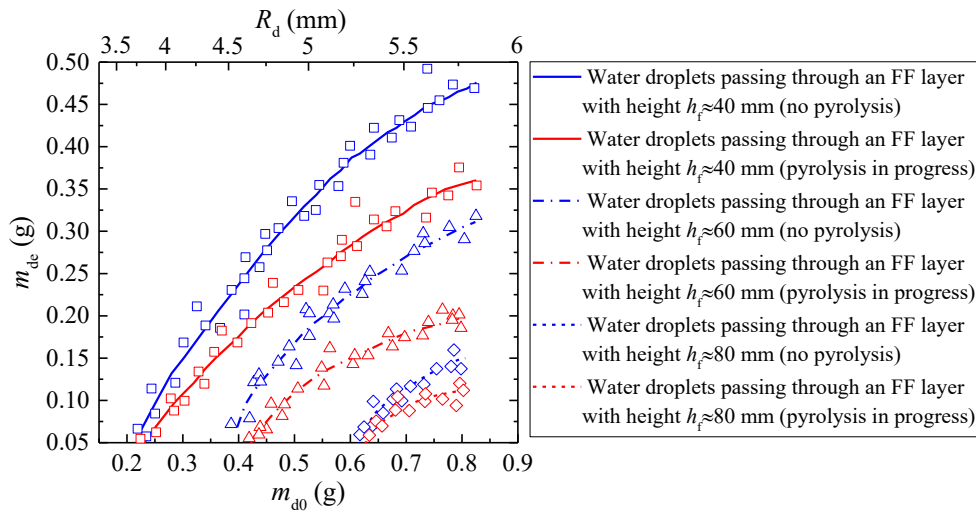 R_d (mm)
3.5 4 4.5 5 5.5 6
m_de (g)
0.50
0.45
0.40
0.35
0.30
0.25
0.20
0.15
0.10
0.05
0.2 0.3 0.4 0.5 0.6 0.7 0.8 0.9
m_d0 (g)
Water droplets passing through an FF layer
with height h_f≈40 mm (no pyrolysis)
Water droplets passing through an FF layer
with height h_f≈40 mm (pyrolysis in progress)
Water droplets passing through an FF layer
with height h_f≈60 mm (no pyrolysis)
Water droplets passing through an FF layer
with height h_f≈60 mm (pyrolysis in progress)
Water droplets passing through an FF layer
with height h_f≈80 mm (no pyrolysis)
Water droplets passing through an FF layer
with height h_f≈80 mm (pyrolysis in progress)